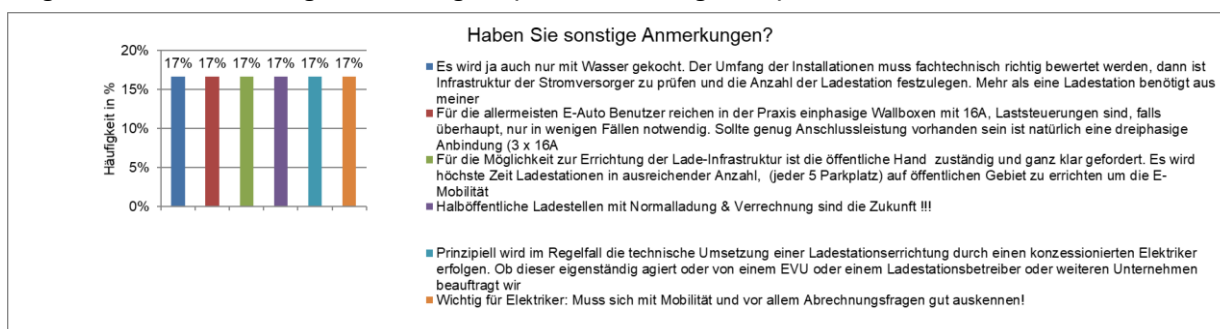 Haben Sie sonstige Anmerkungen?
20%
15%
10%
5%
0%
Häufigkeit in %
17% 17% 17% 17% 17% 17%
Es wird ja auch nur mit Wasser gekocht. Der Umfang der Installationen muss fachtechnisch richtig bewertet werden, dann ist
Infrastruktur der Stromversorger zu prüfen und die Anzahl der Ladestation festzulegen. Mehr als eine Ladestation benötigt aus
meiner
Für die allermeisten E-Auto Benutzer reichen in der Praxis einphasige Wallboxen mit 16A, Laststeuerungen sind, falls
überhaupt, nur in wenigen Fällen notwendig. Sollte genug Anschlussleistung vorhanden sein ist natürlich eine dreiphasige
Anbindung (3 x 16A
Für die Möglichkeit zur Errichtung der Lade-Infrastruktur ist die öffentliche Hand zuständig und ganz klar gefordert. Es wird
höchste Zeit Ladestationen in ausreichender Anzahl, (jeder 5 Parkplatz) auf öffentlichen Gebiet zu errichten um die E-
Mobilität
Halböffentliche Ladestellen mit Normalladung & Verrechnung sind die Zukunft !!!
Prinzipiell wird im Regelfall die technische Umsetzung einer Ladestationserrichtung durch einen konzessionierten Elektriker
erfolgen. Ob dieser eigenständig agiert oder von einem EVU oder einem Ladestationsbetreiber oder weiteren Unternehmen
beauftragt wir
Wichtig für Elektriker: Muss sich mit Mobilität und vor allem Abrechnungsfragen gut auskennen!